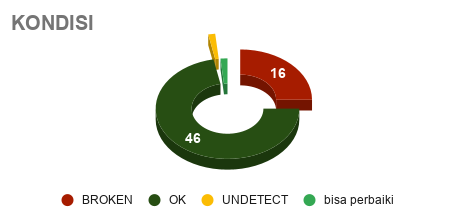 KONDISI
16
46
BROKEN
OK
UNDETECT
bisa perbaiki